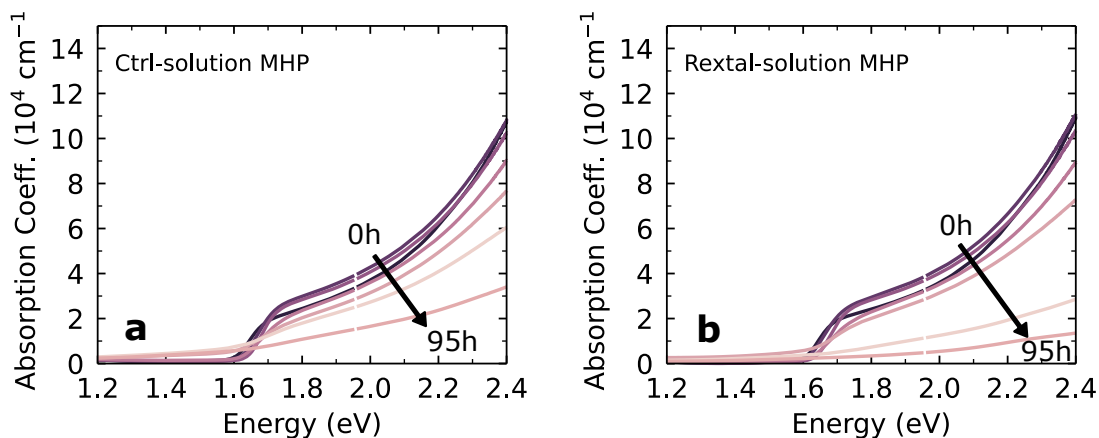 Absorption Coeff. (10⁴ cm⁻¹)
14
12
10
8
6
4
2
0
Ctrl-solution MHP
0h
95h
a
1.2 1.4 1.6 1.8 2.0 2.2 2.4
Energy (eV)
Absorption Coeff. (10⁴ cm⁻¹)
14
12
10
8
6
4
2
0
Rextal-solution MHP
0h
95h
b
1.2 1.4 1.6 1.8 2.0 2.2 2.4
Energy (eV)